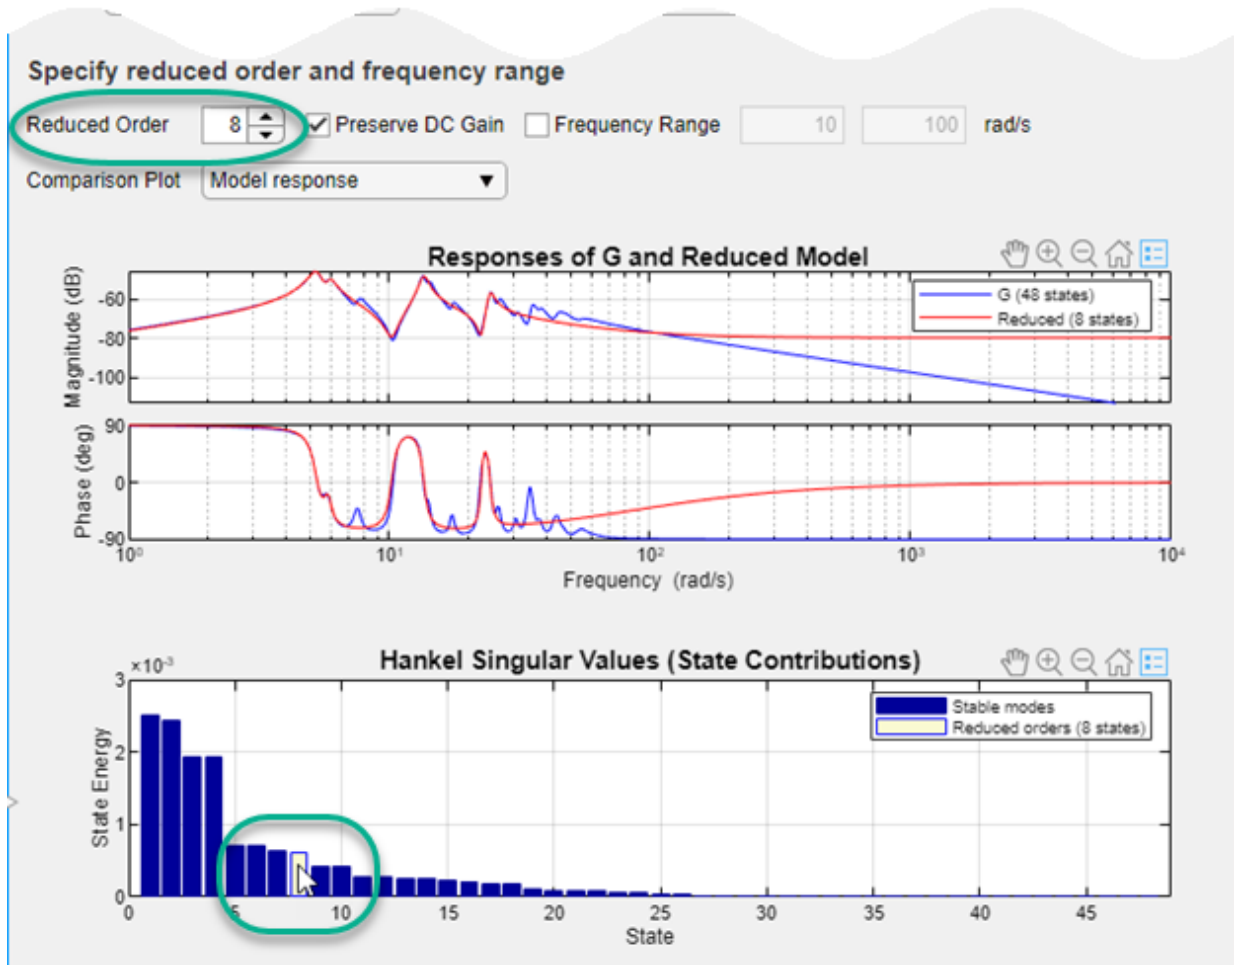 Specify reduced order and frequency range
Reduced Order 8 Preserve DC Gain Frequency Range 10 100 rad/s
Comparison Plot Model response
Responses of G and Reduced Model
Magnitude (dB)
-60
-80
-100
G (48 states)
Reduced (8 states)
Phase (deg)
90
0
-90
10⁰ 10¹ 10² 10³ 10⁴
Frequency (rad/s)
Hankel Singular Values (State Contributions)
×10⁻³
State Energy
3
2
1
0
Stable modes
Reduced orders (8 states)
0 5 10 15 20 25 30 35 40 45
State